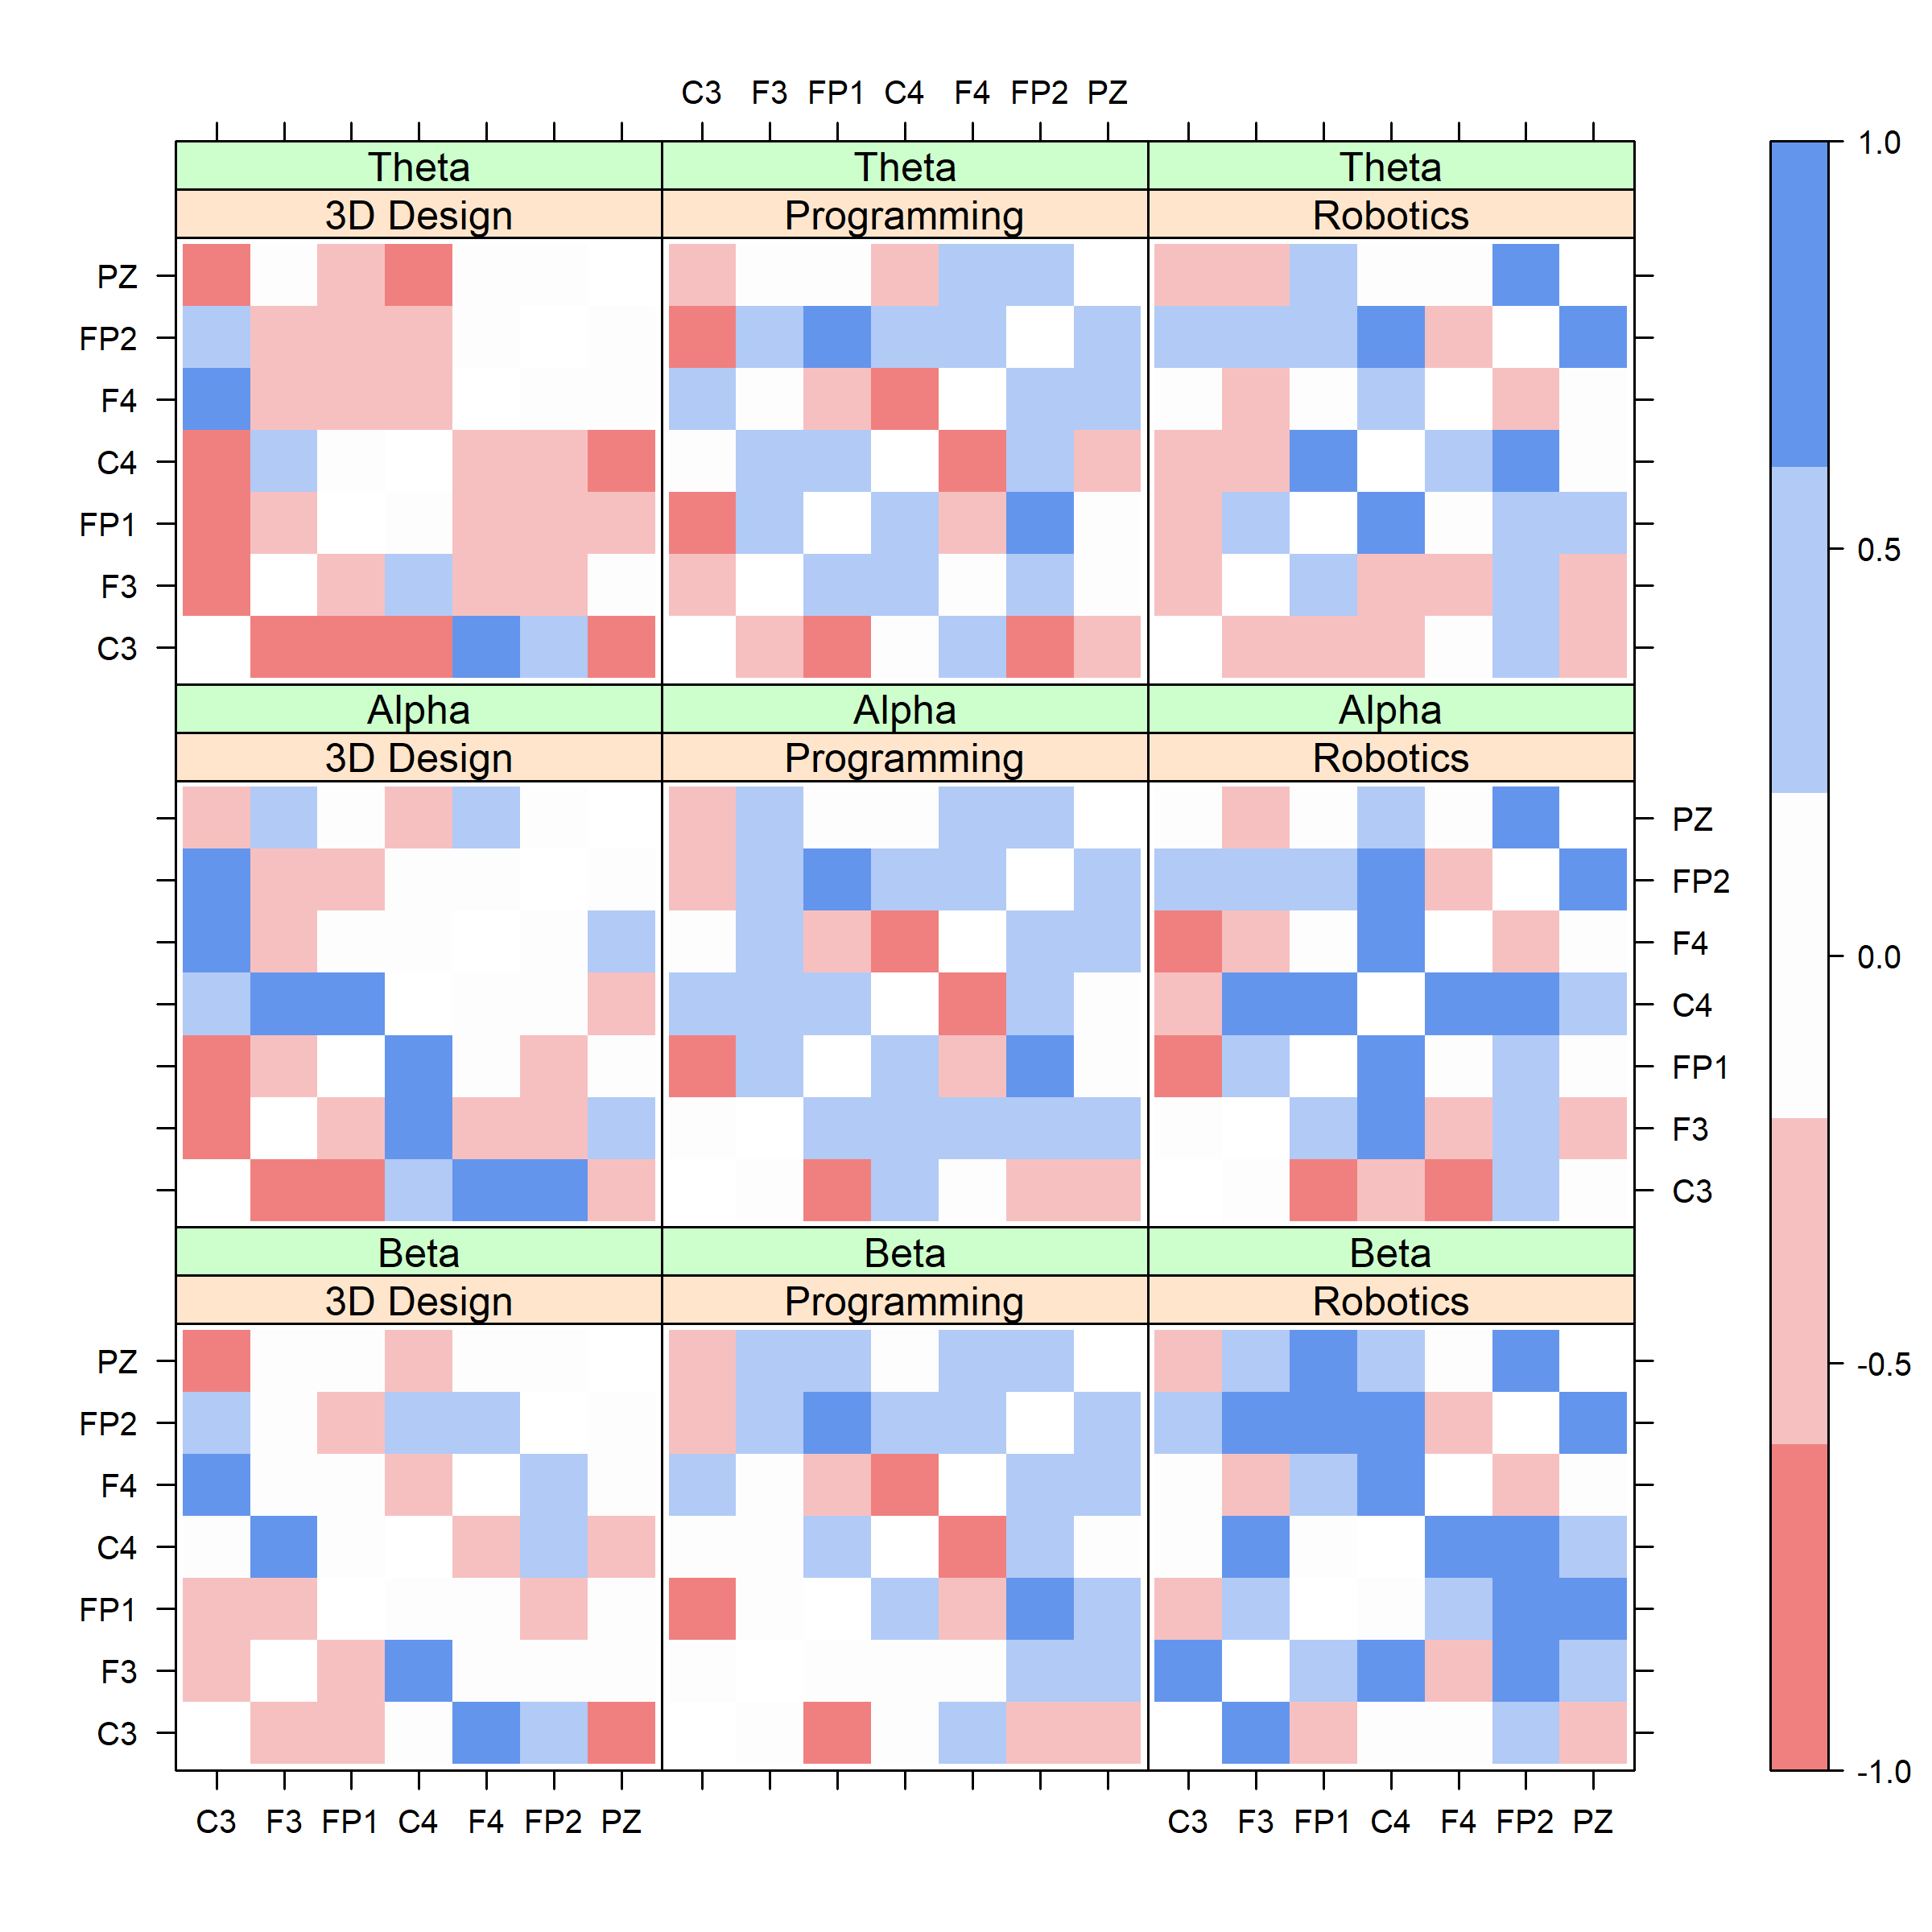 C3 F3 FP1 C4 F4 FP2 PZ
Theta Theta Theta
3D Design Programming Robotics
PZ
FP2
F4
C4
FP1
F3
C3
Alpha Alpha Alpha
3D Design Programming Robotics
PZ
FP2
F4
C4
FP1
F3
C3
Beta Beta Beta
3D Design Programming Robotics
PZ
FP2
F4
C4
FP1
F3
C3
C3 F3 FP1 C4 F4 FP2 PZ
C3 F3 FP1 C4 F4 FP2 PZ
1.0
0.5
0.0
-0.5
-1.0